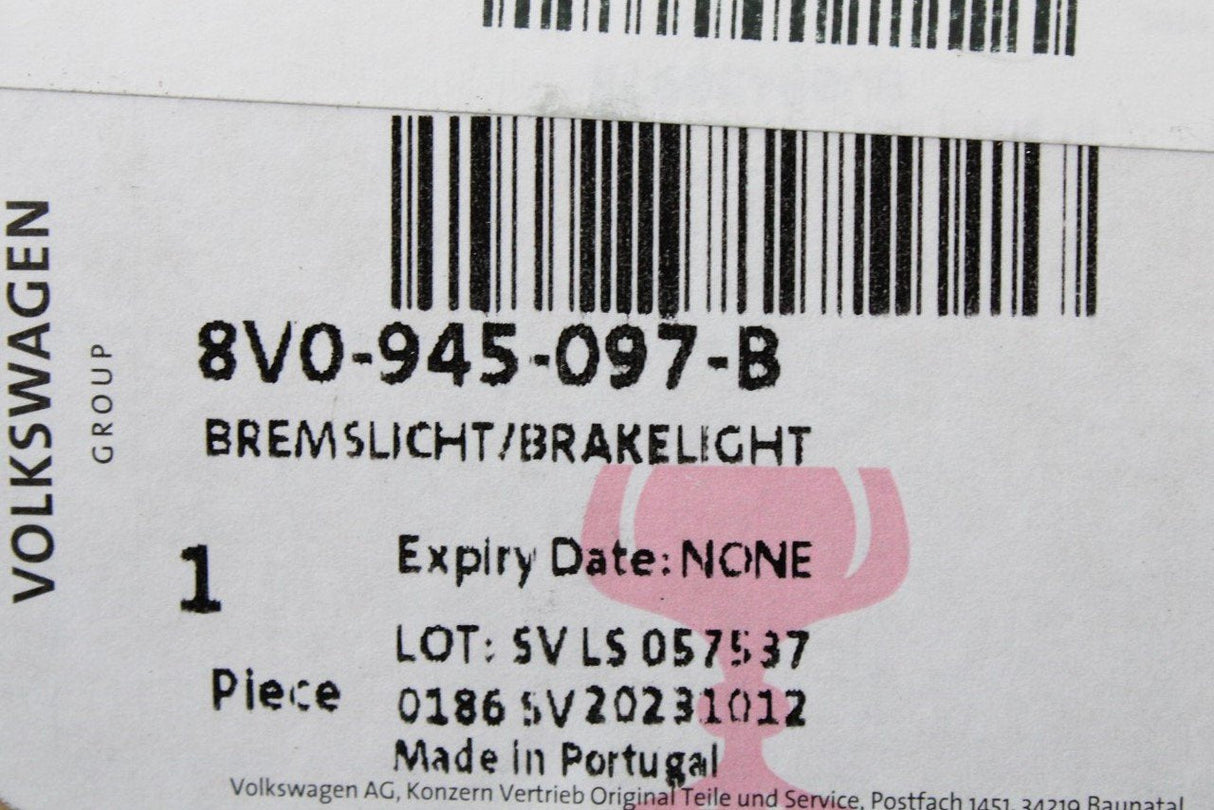 VOLKSWAGEN
GROUP
8V0-945-097-B
BREMSLICHT/BRAKELIGHT
1
Piece
Expiry Date: NONE
LOT: SV LS 057537
0186 SV 20231012
Made in Portugal
Volkswagen AG, Konzern Vertrieb Original Teile und Service, Postfach 1451, 34219 Baunatal